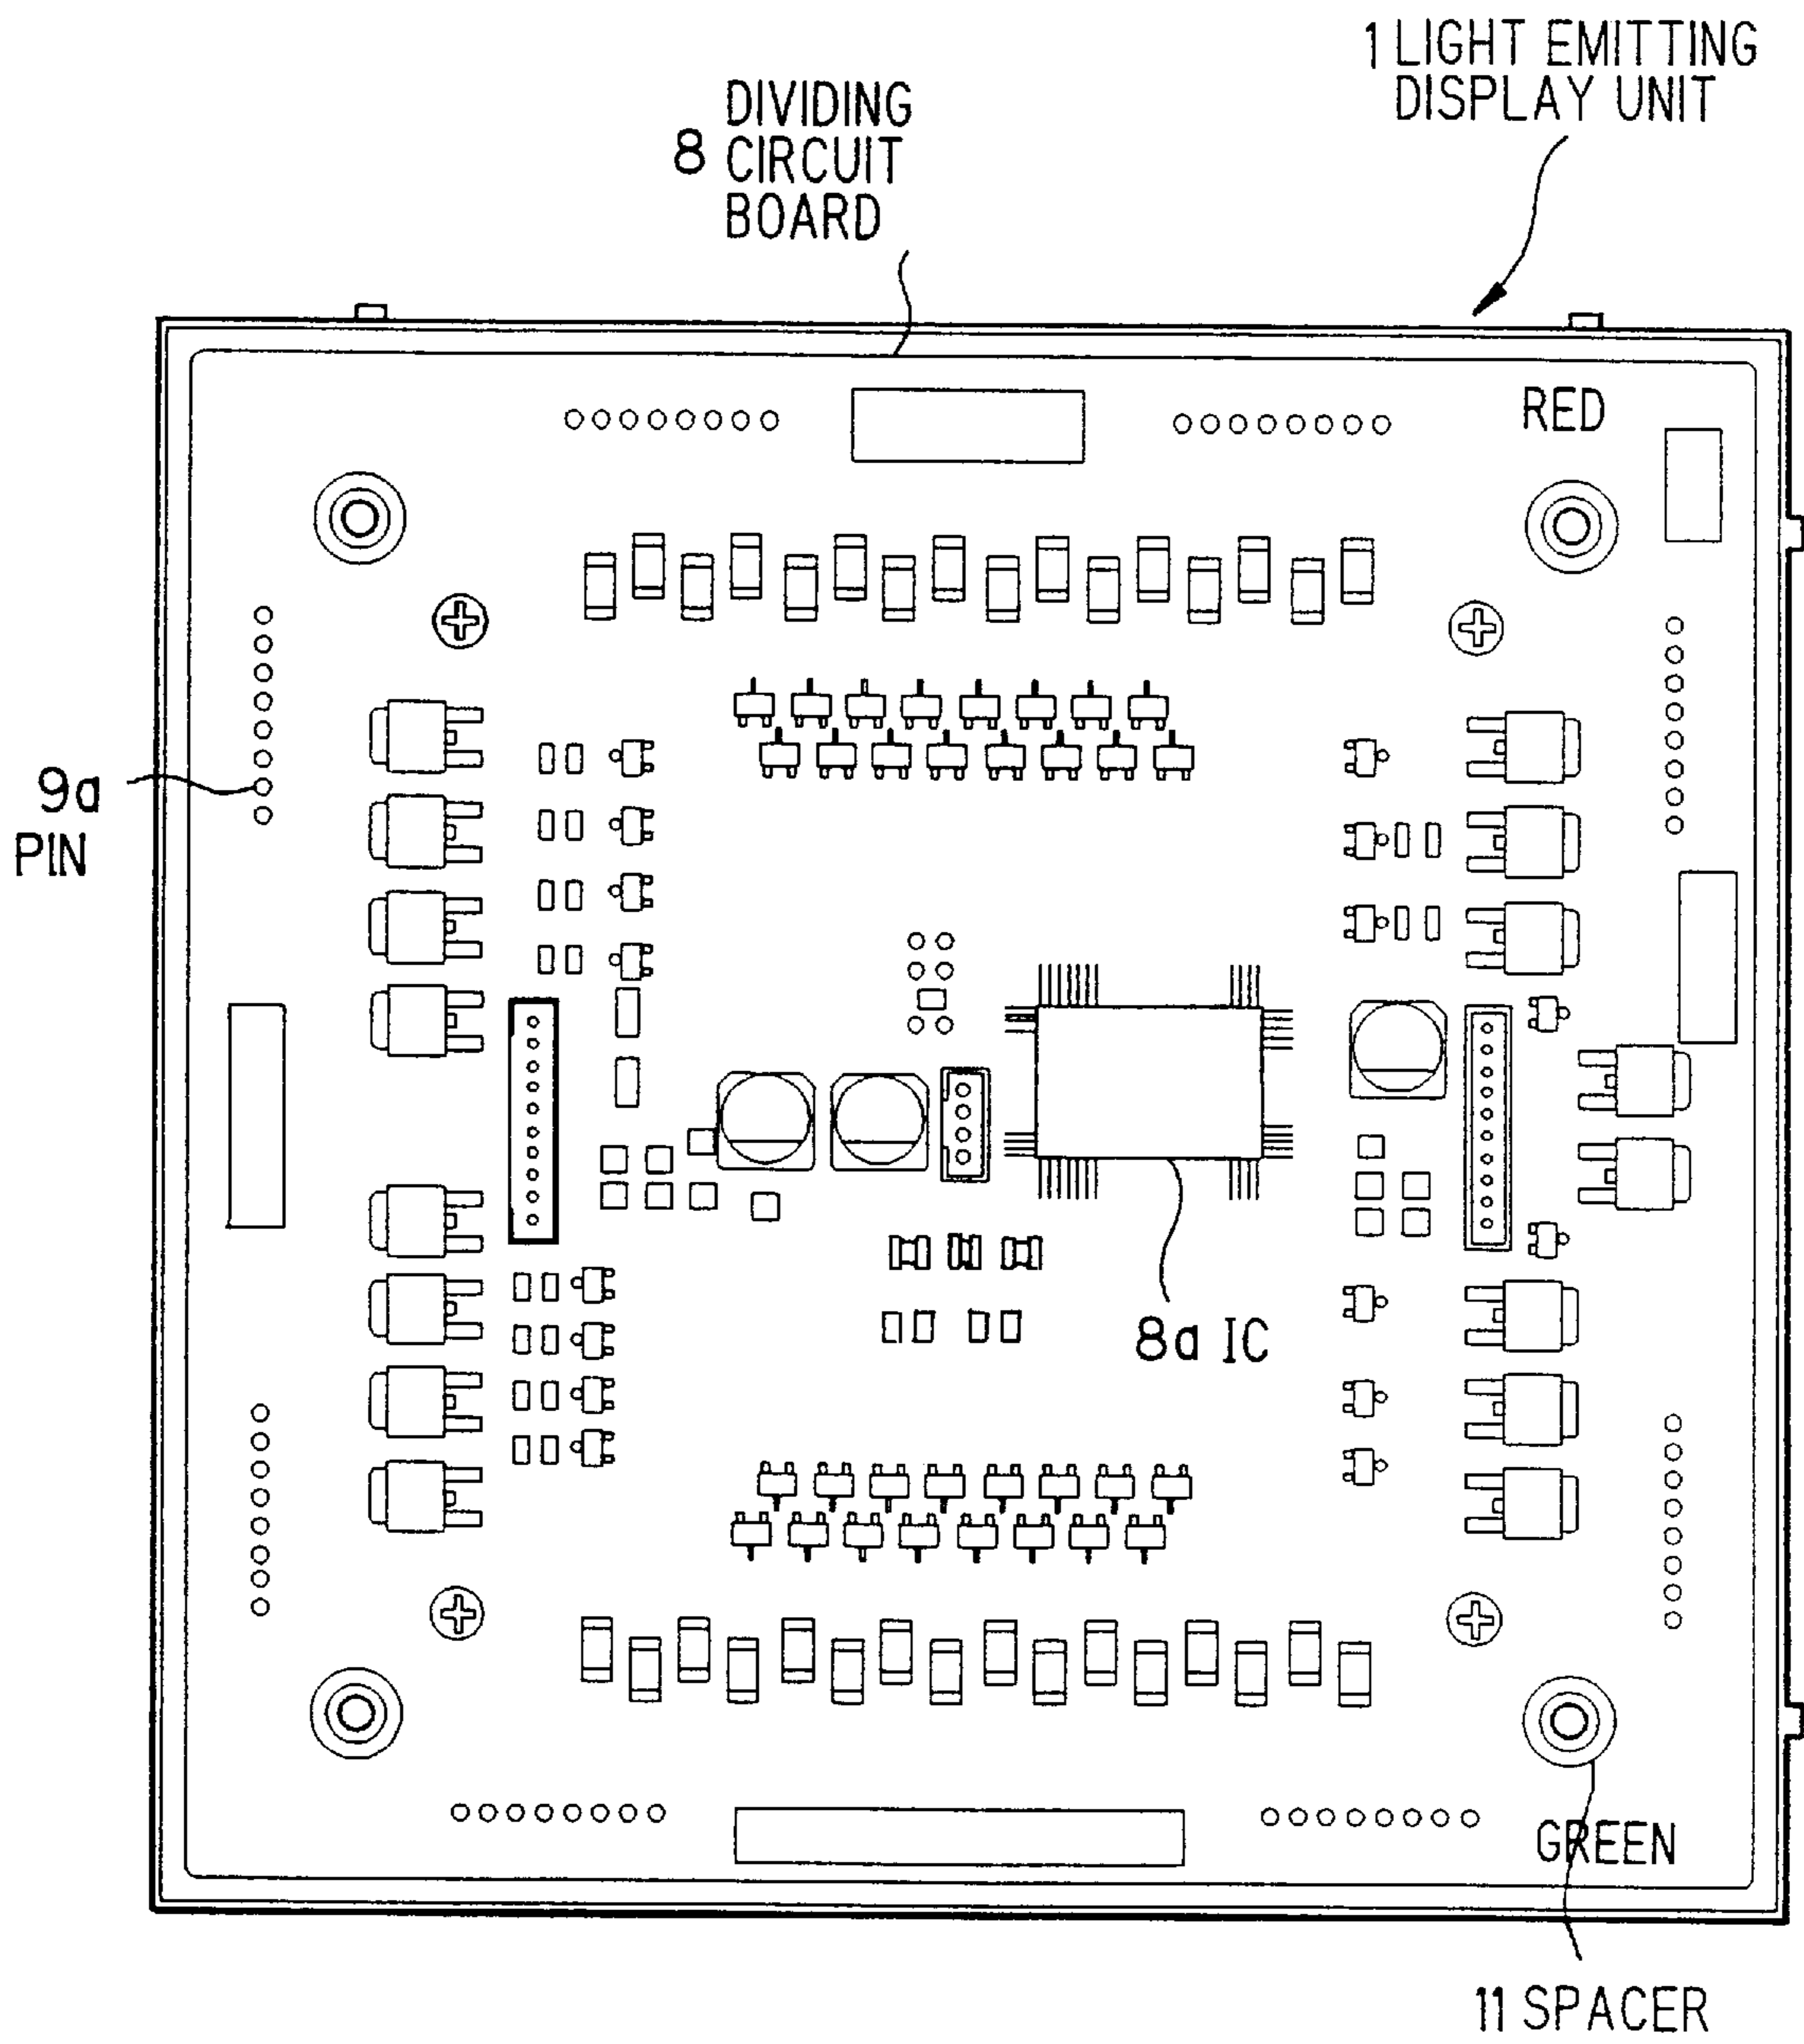 1 LIGHT EMITTING
DISPLAY UNIT
DIVIDING
8 CIRCUIT
BOARD
RED
9a
PIN
8a IC
GREEN
11 SPACER